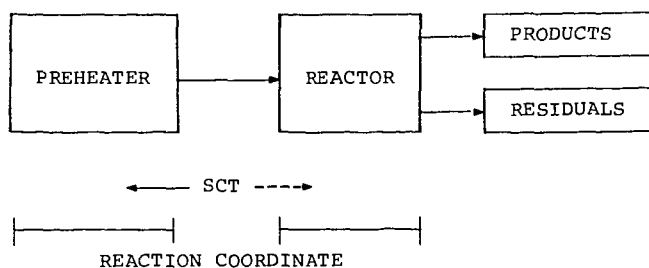 PREHEATER
REACTOR
PRODUCTS
RESIDUALS
SCT
REACTION COORDINATE